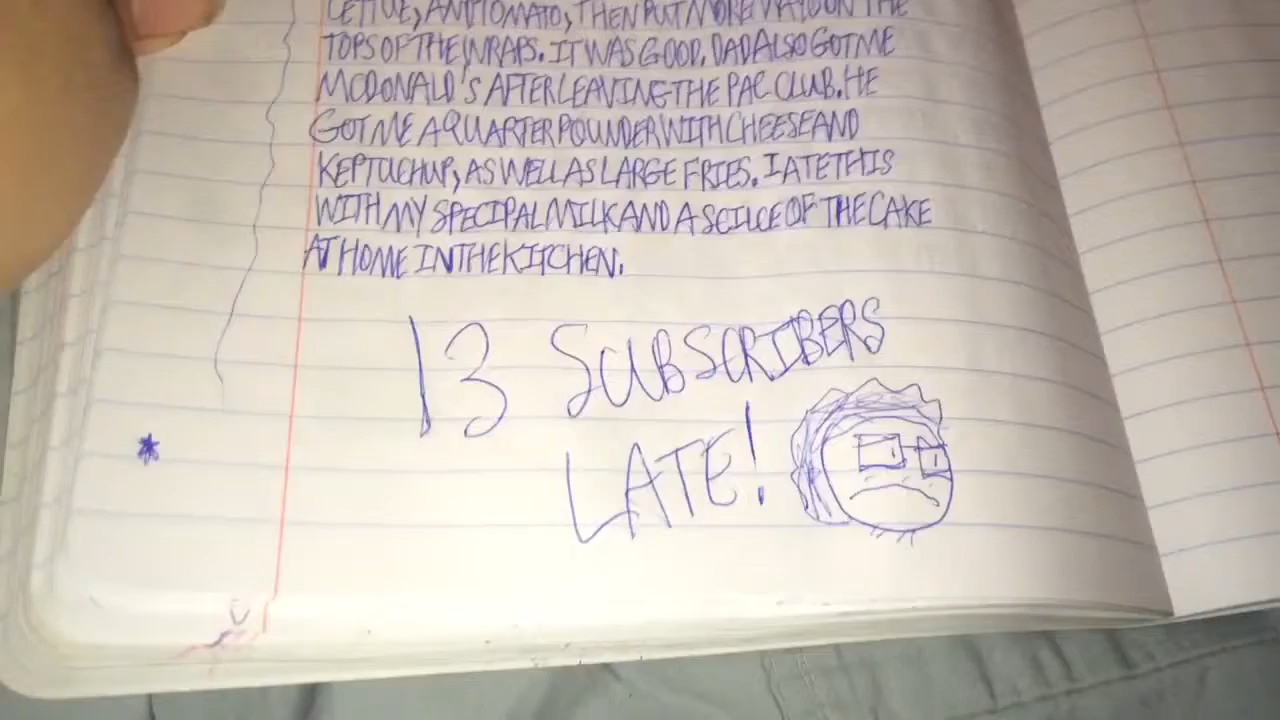 LETTUE, AND TOMATO, THEN PUT MORE MAYO ON THE
TOPS OF THE WRAPS. IT WAS GOOD. DAD ALSO GOT ME
MCDONALD'S AFTER LEAVING THE PAC CLUB. HE
GOT ME A QUARTER POUNDER WITH CHEESE AND
KEPTUCHUP, AS WELL AS LARGE FRIES. I ATE THIS
WITH MY SPECIPAL MILK AND A SCILCE OF THE CAKE
AT HOME IN THE KITCHEN.
13 SUBSCRIBERS
LATE!